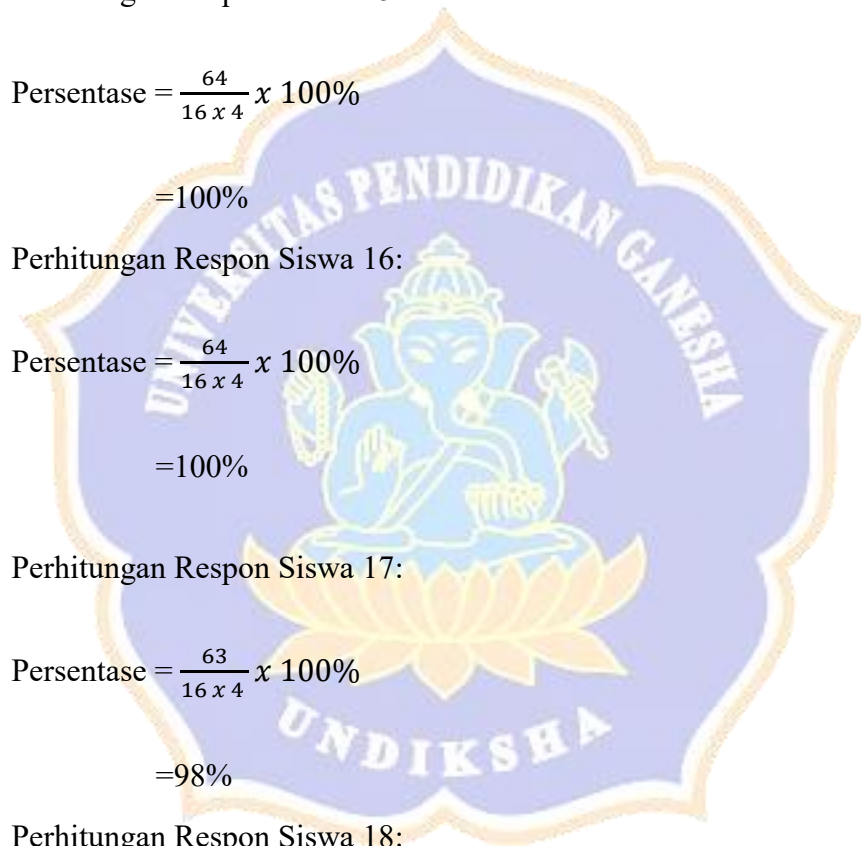 Persentase = 64 / 16 x 4 x 100%
=100%
Perhitungan Respon Siswa 16:
Persentase = 64 / 16 x 4 x 100%
=100%
Perhitungan Respon Siswa 17:
Persentase = 63 / 16 x 4 x 100%
=98%
Perhitungan Respon Siswa 18:
UNIVERSITAS PENDIDIKAN GANESHA
UNDIKSHA